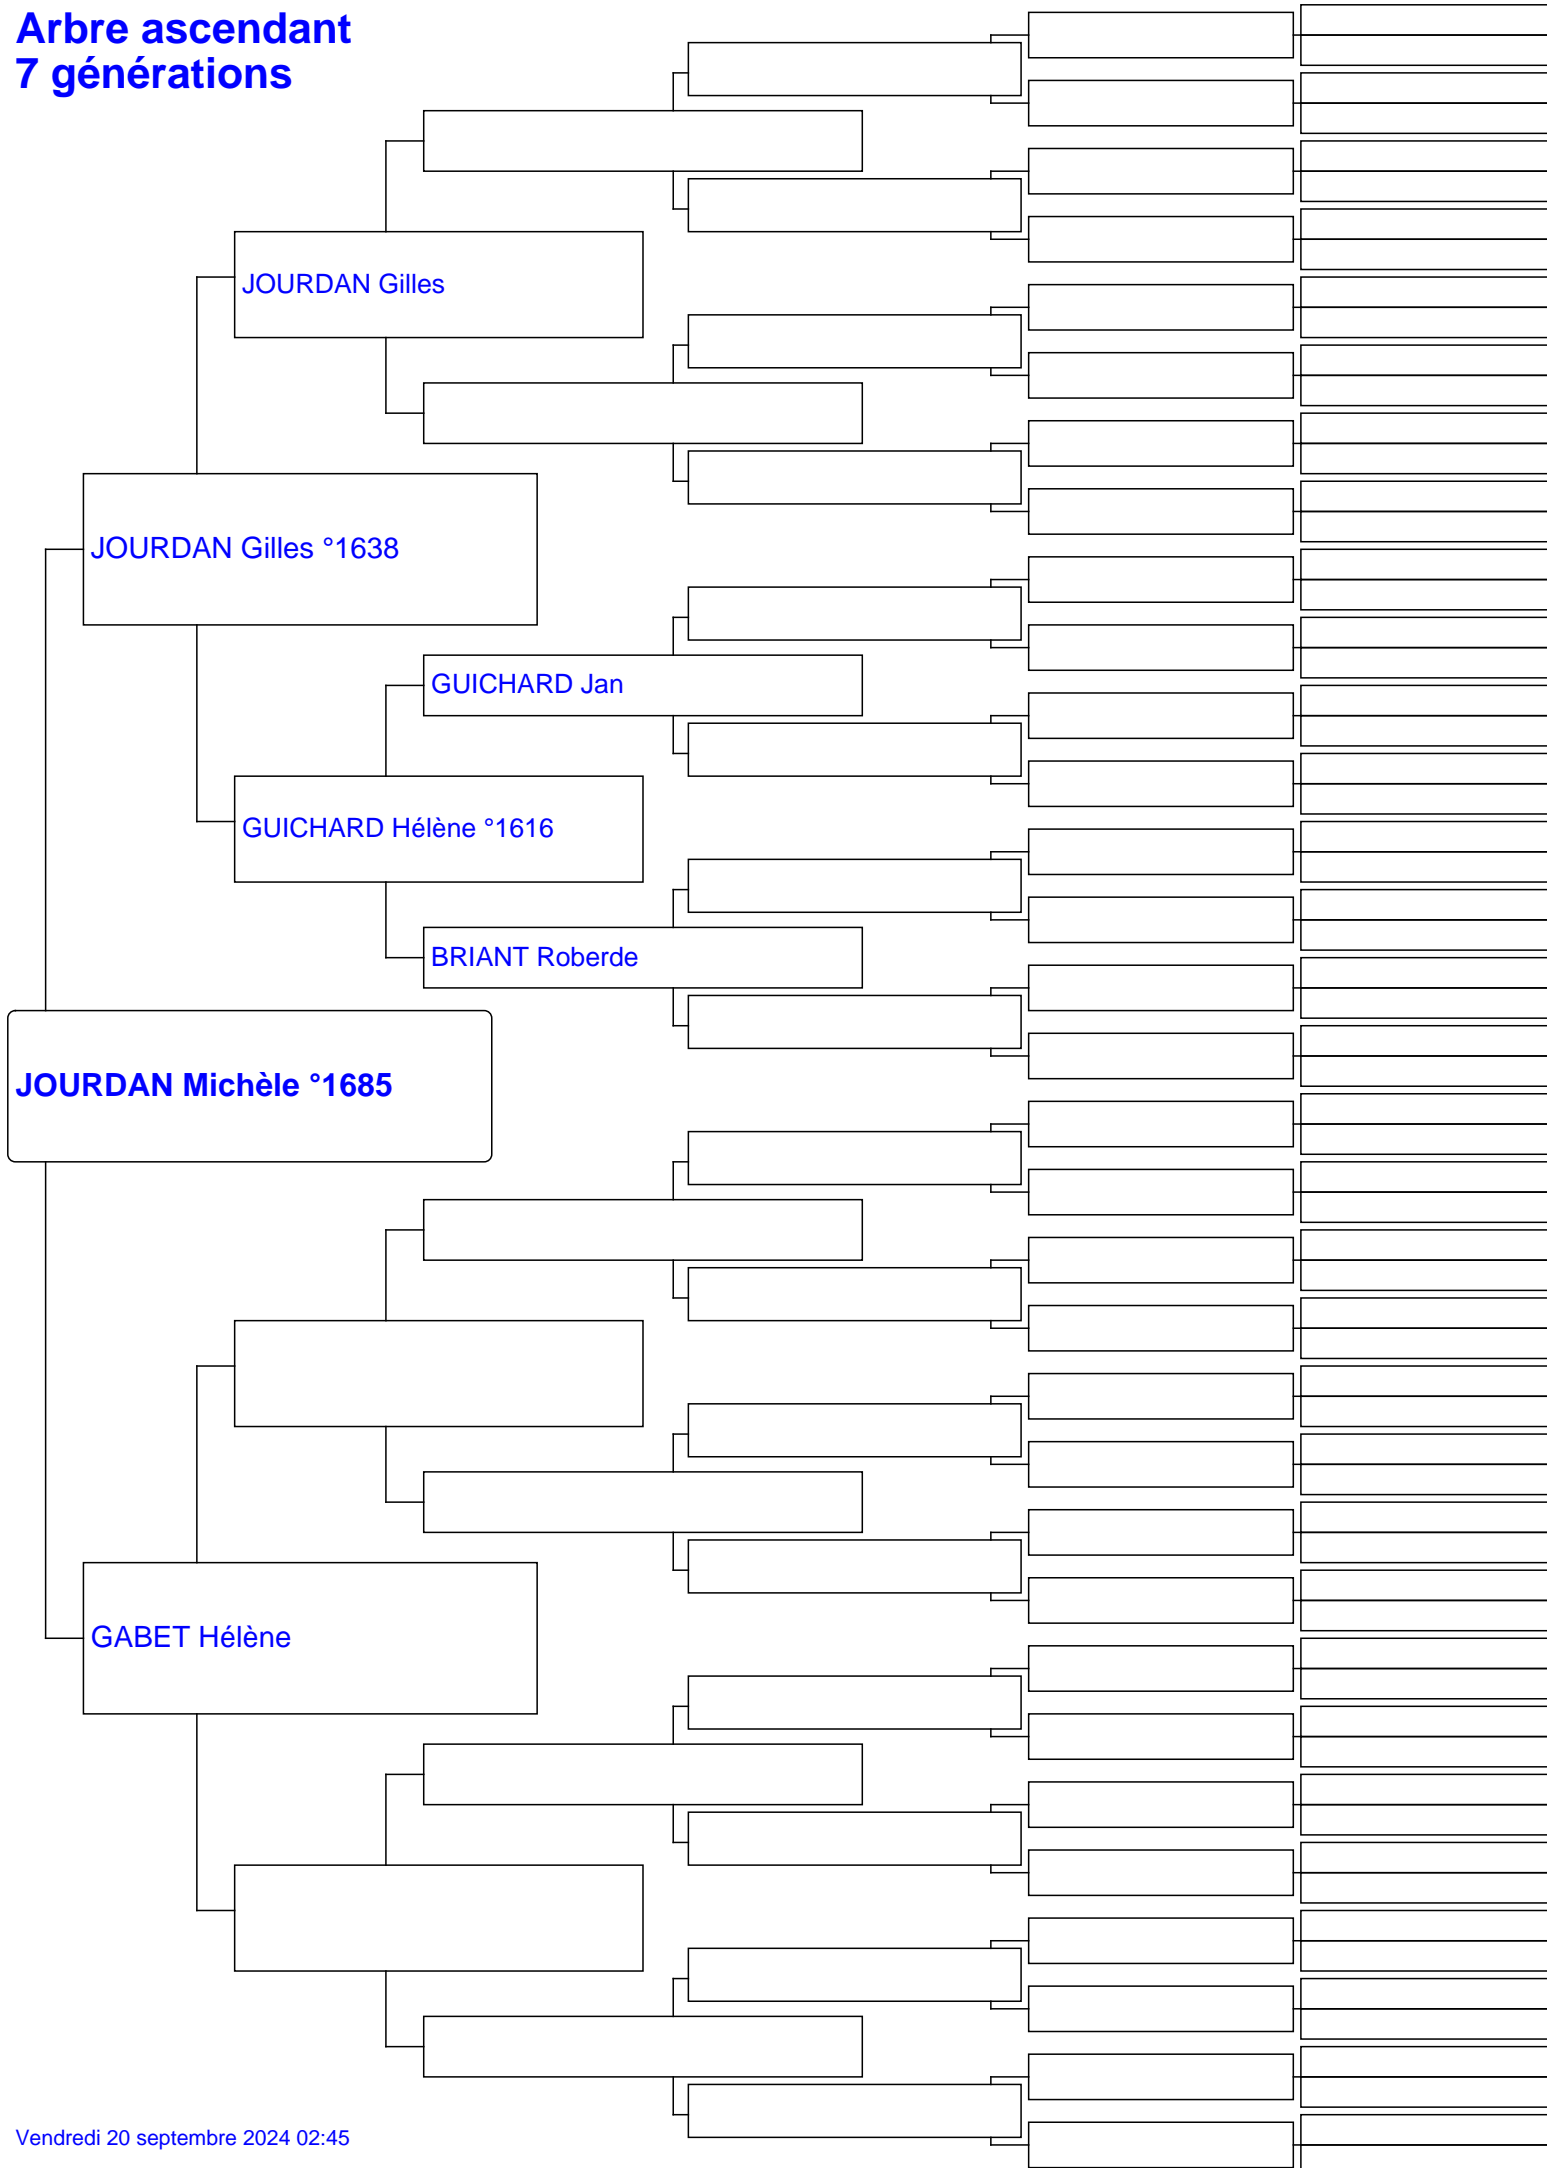 Arbre ascendant
7 générations
JOURDAN Gilles
JOURDAN Gilles °1638
GUICHARD Jan
GUICHARD Hélène °1616
BRIANT Roberde
JOURDAN Michèle °1685
GABET Hélène
Vendredi 20 septembre 2024 02:45